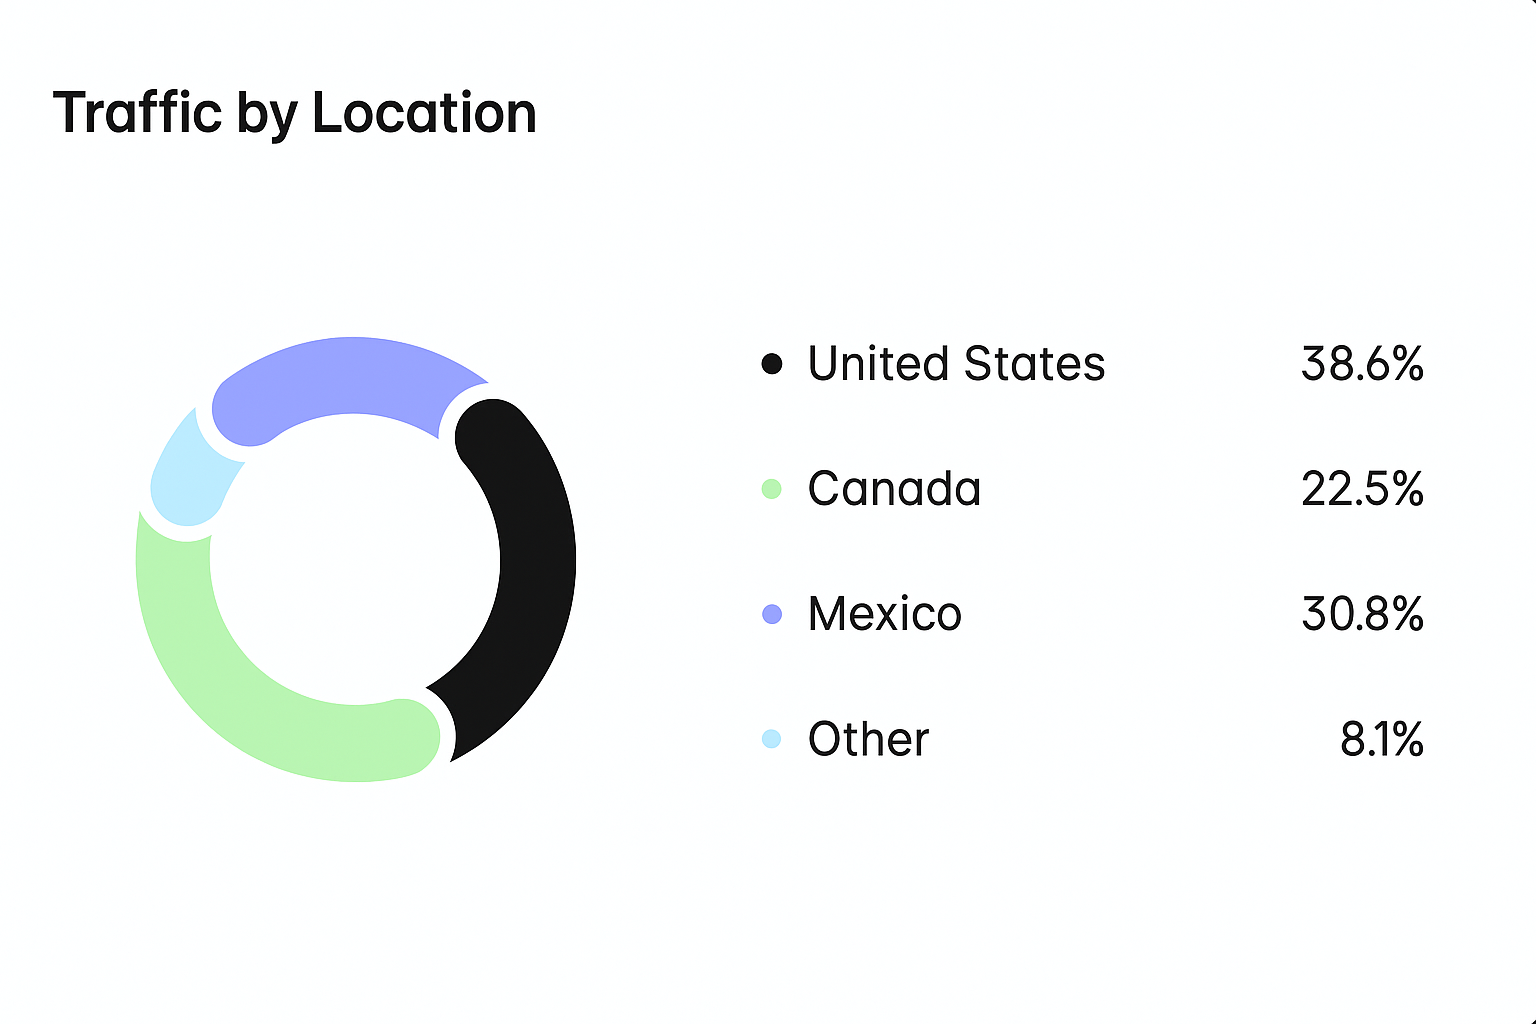 Traffic by Location
United States 38.6%
Canada 22.5%
Mexico 30.8%
Other 8.1%